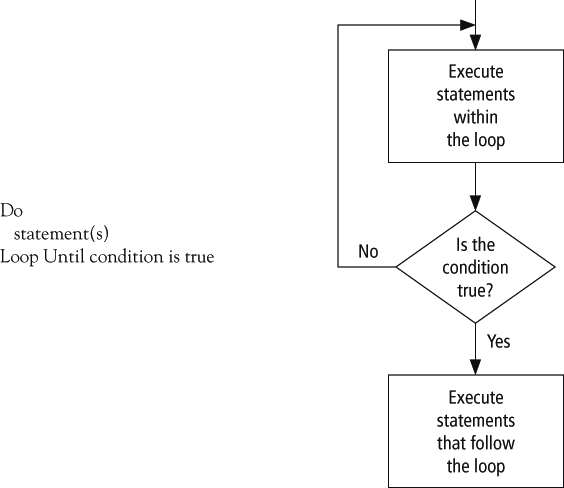 Do
statement(s)
Loop Until condition is true
Execute
statements
within
the loop
Is the
condition
true?
No
Yes
Execute
statements
that follow
the loop